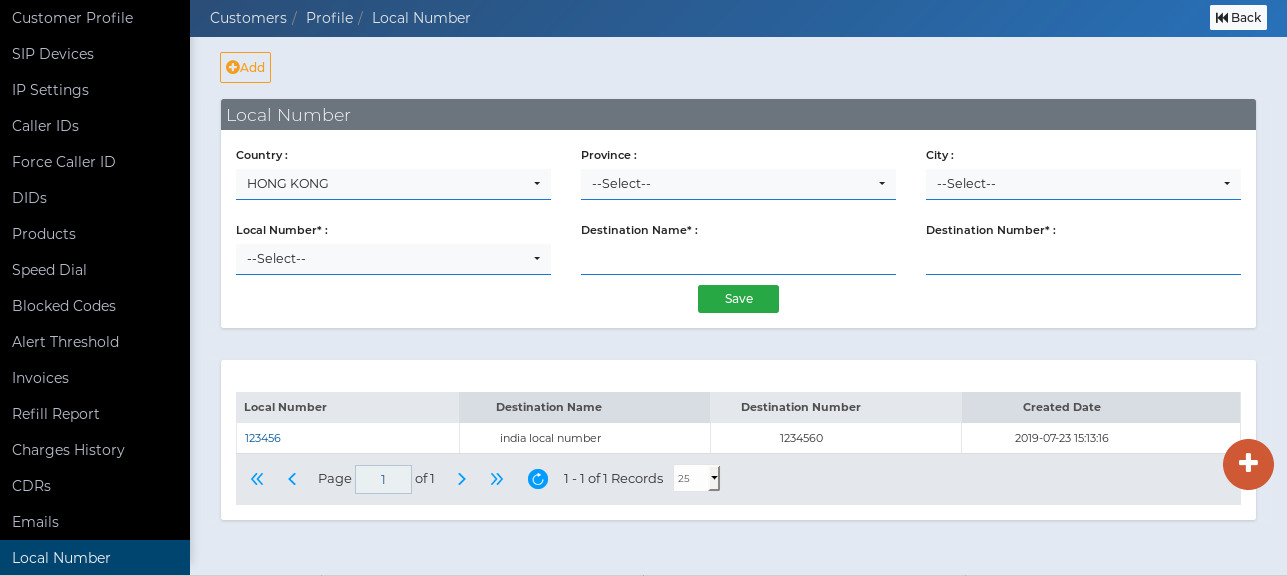 Customer Profile
SIP Devices
IP Settings
Caller IDs
Force Caller ID
DIDs
Products
Speed Dial
Blocked Codes
Alert Threshold
Invoices
Refill Report
Charges History
CDRs
Emails
Local Number
Customers / Profile / Local Number
Back
Add
Local Number
Country : Province : City :
HONG KONG --Select-- --Select--
Local Number* : Destination Name* : Destination Number* :
--Select--
Save
Local Number Destination Name Destination Number Created Date
123456 india local number 1234560 2019-07-23 15:13:16
Page 1 of 1 1 - 1 of 1 Records 25